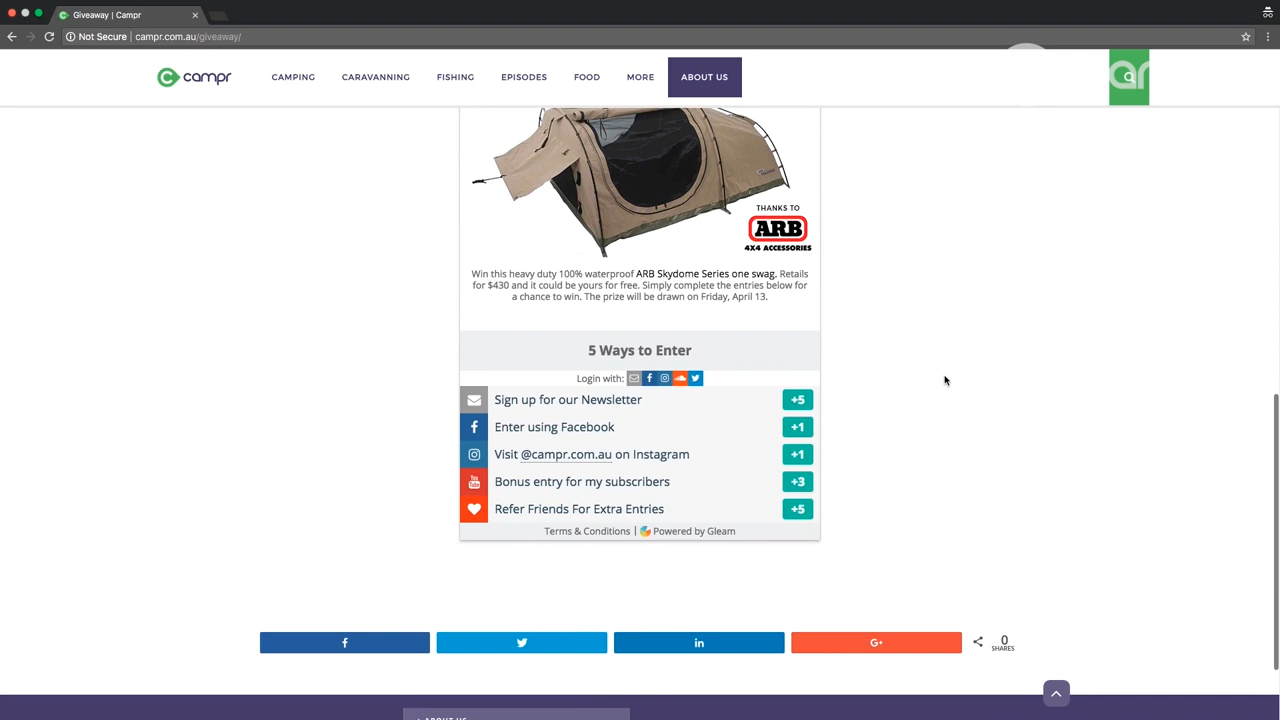 Giveaway | Campr
Not Secure | campr.com.au/giveaway/
campr
CAMPING
CARAVANNING
FISHING
EPISODES
FOOD
MORE
ABOUT US
ar
THANKS TO
ARB
4X4 ACCESSORIES
Win this heavy duty 100% waterproof ARB Skydome Series one swag. Retails
for $430 and it could be yours for free. Simply complete the entries below for
a chance to win. The prize will be drawn on Friday, April 13.
5 Ways to Enter
Login with:
Sign up for our Newsletter +5
Enter using Facebook +1
Visit @campr.com.au on Instagram +1
Bonus entry for my subscribers +3
Refer Friends For Extra Entries +5
Terms & Conditions | Powered by Gleam
0
SHARES
ABOUT US